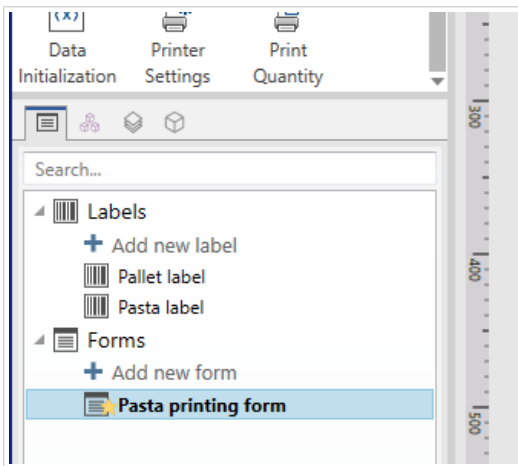 (x)
Data Initialization
Printer Settings
Print Quantity
Search...
Labels
Add new label
Pallet label
Pasta label
Forms
Add new form
Pasta printing form
300
400
500